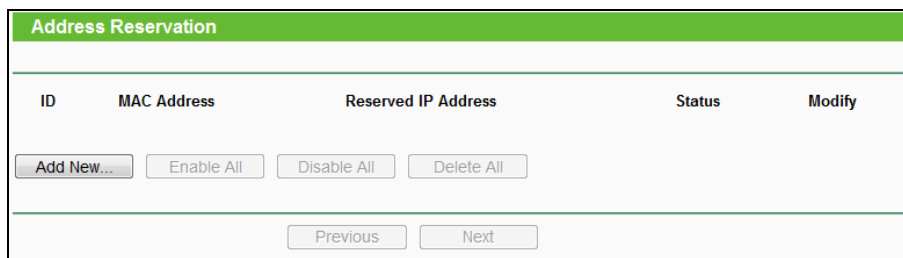 Address Reservation
ID MAC Address Reserved IP Address Status Modify
Add New... Enable All Disable All Delete All
Previous Next